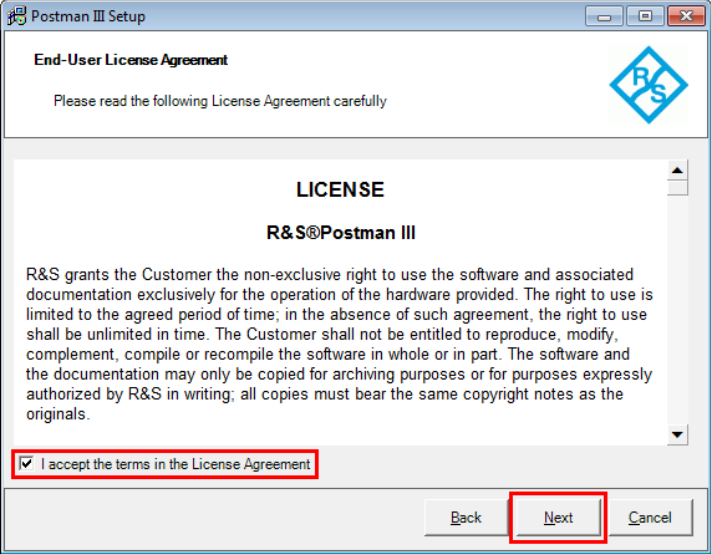 Postman III Setup
End-User License Agreement
Please read the following License Agreement carefully
R&S
LICENSE
R&S®Postman III
R&S grants the Customer the non-exclusive right to use the software and associated
documentation exclusively for the operation of the hardware provided. The right to use is
limited to the agreed period of time; in the absence of such agreement, the right to use
shall be unlimited in time. The Customer shall not be entitled to reproduce, modify,
complement, compile or recompile the software in whole or in part. The software and
the documentation may only be copied for archiving purposes or for purposes expressly
authorized by R&S in writing; all copies must bear the same copyright notes as the
originals.
I accept the terms in the License Agreement
Back Next Cancel